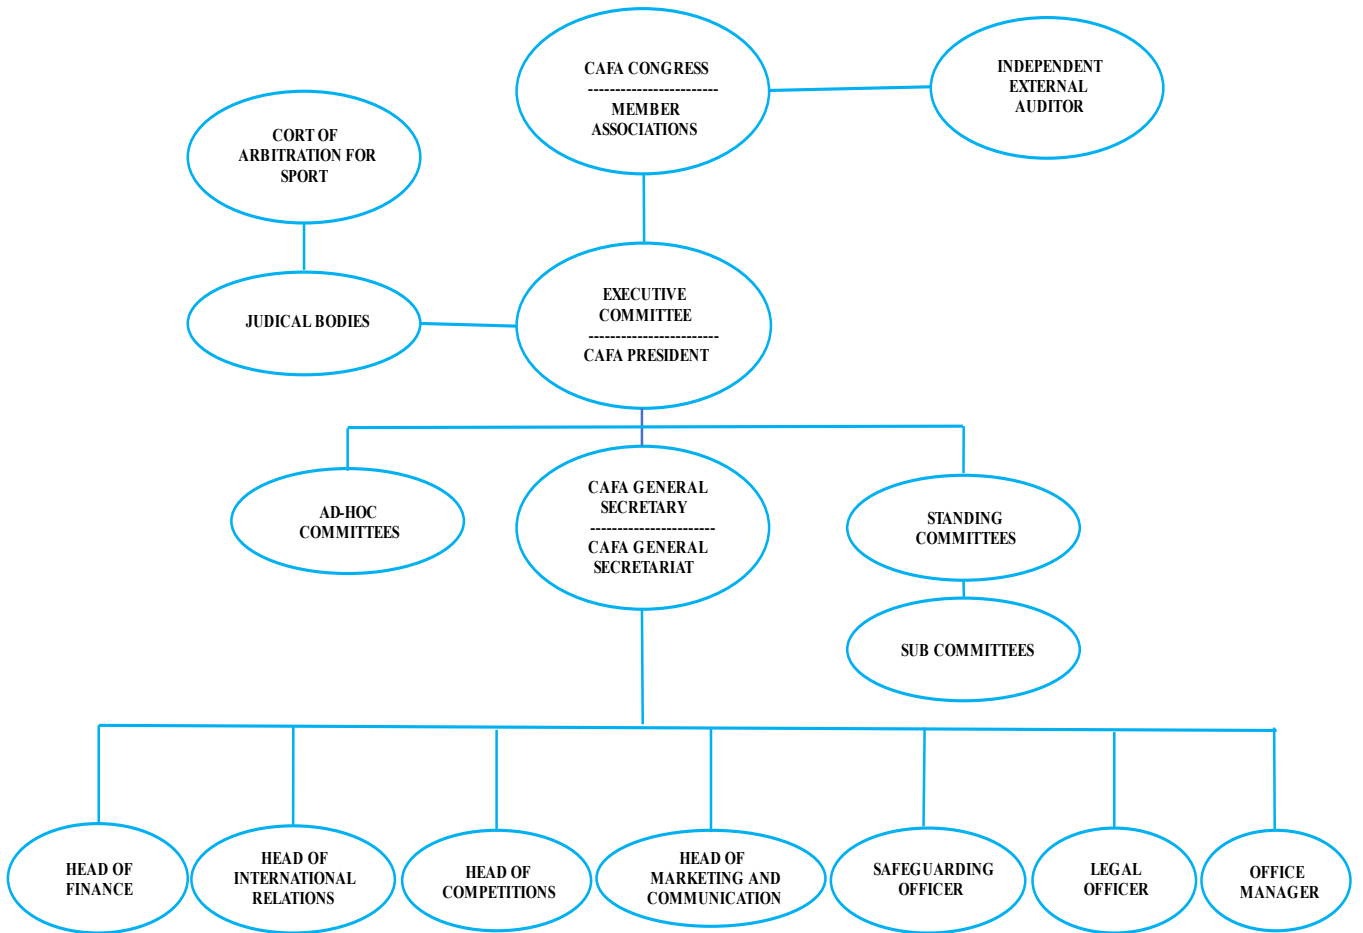 CAFA CONGRESS
------------------------
MEMBER
ASSOCIATIONS
INDEPENDENT
EXTERNAL
AUDITOR
CORT OF
ARBITRATION FOR
SPORT
JUDICAL BODIES
EXECUTIVE
COMMITTEE
------------------------
CAFA PRESIDENT
AD-HOC
COMMITTEES
CAFA GENERAL
SECRETARY
-----------------------
CAFA GENERAL
SECRETARIAT
STANDING
COMMITTEES
SUB COMMITTEES
HEAD OF
FINANCE
HEAD OF
INTERNATIONAL
RELATIONS
HEAD OF
COMPETITIONS
HEAD OF
MARKETING AND
COMMUNICATION
SAFEGUARDING
OFFICER
LEGAL
OFFICER
OFFICE
MANAGER